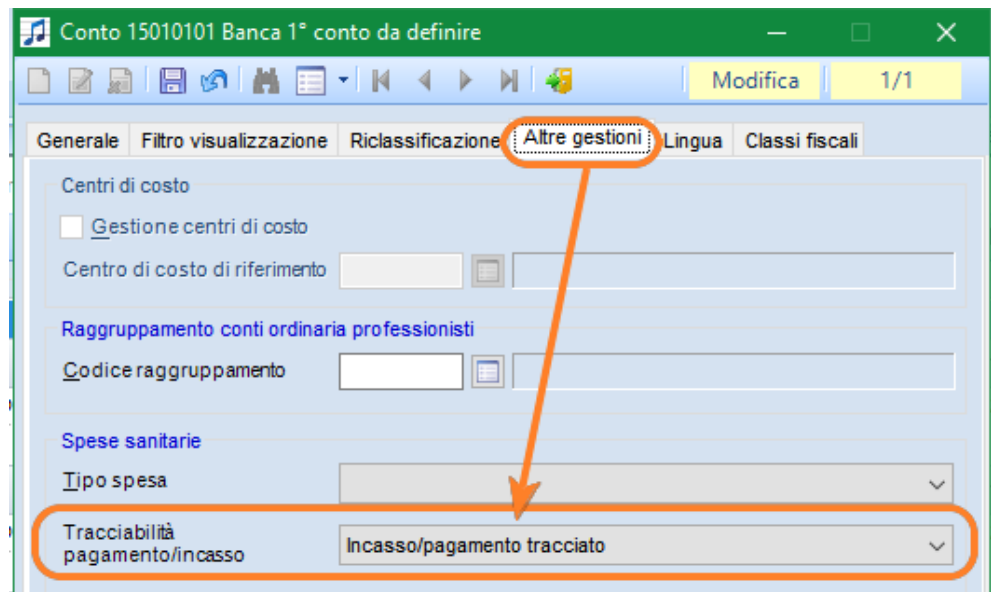 Conto 15010101 Banca 1° conto da definire
Modifica 1/1
Generale Filtro visualizzazione Riclassificazione Altre gestioni Lingua Classi fiscali
Centri di costo
Gestione centri di costo
Centro di costo di riferimento
Raggruppamento conti ordinaria professionisti
Codice raggruppamento
Spese sanitarie
Tipo spesa
Tracciabilità
pagamento/incasso
Incasso/pagamento tracciato